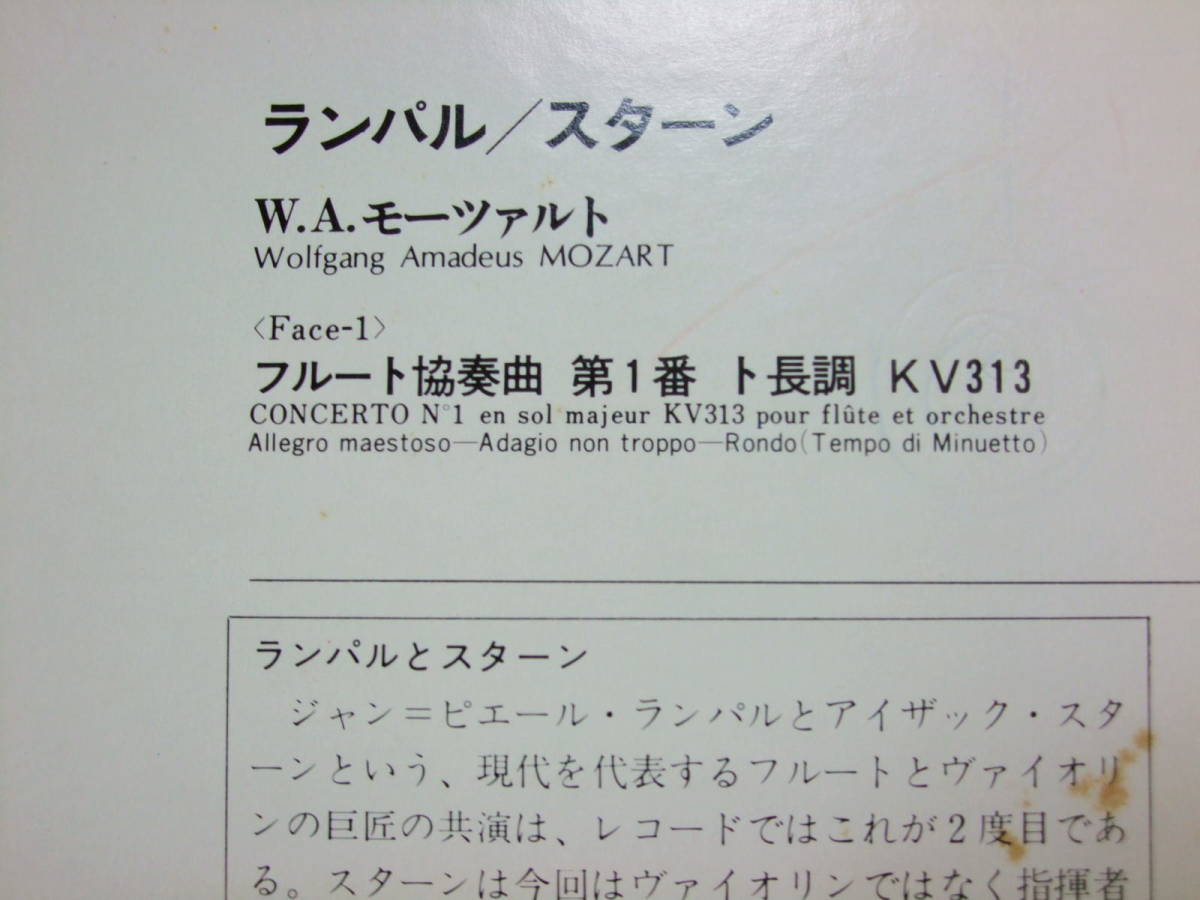 ランパル／スターン
W.A.モーツァルト
Wolfgang Amadeus MOZART
〈Face-1〉
フルート協奏曲 第1番 ト長調 KV313
CONCERTO N°1 en sol majeur KV313 pour flûte et orchestre
Allegro maestoso—Adagio non troppo—Rondo(Tempo di Minuetto)
ランパルとスターン
ジャン＝ピエール・ランパルとアイザック・スタ
ーンという、現代を代表するフルートとヴァイオリ
ンの巨匠の共演は、レコードではこれが2度目であ
る。スターンは今回はヴァイオリンではなく指揮者